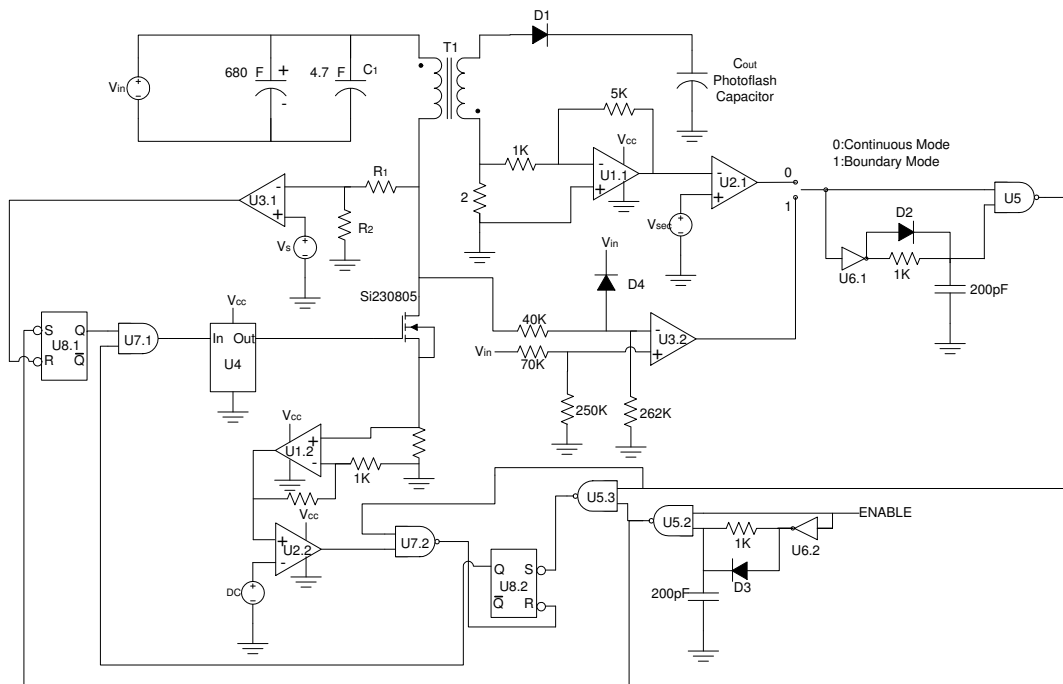 D1
T1
680 F
+
-
4.7 F
C1
Vin
+
-
Cout
Photoflash
Capacitor
5K
1K
Vcc
-
+
U1.1
-
+
U2.1
0:Continuous Mode
1:Boundary Mode
0
1
U5
2
Vsec
+
-
D2
U6.1
1K
200pF
R1
R2
-
+
U3.1
Vs
+
-
Vin
D4
Si230805
40K
-
+
U3.2
Vin
70K
250K
262K
S
Q
U8.1
R
Q
U7.1
Vcc
In
Out
U4
Vcc
+
-
U1.2
1K
Vcc
+
-
U2.2
DC
+
-
U7.2
U5.3
U5.2
ENABLE
1K
U6.2
D3
200pF
Q
S
U8.2
Q
R